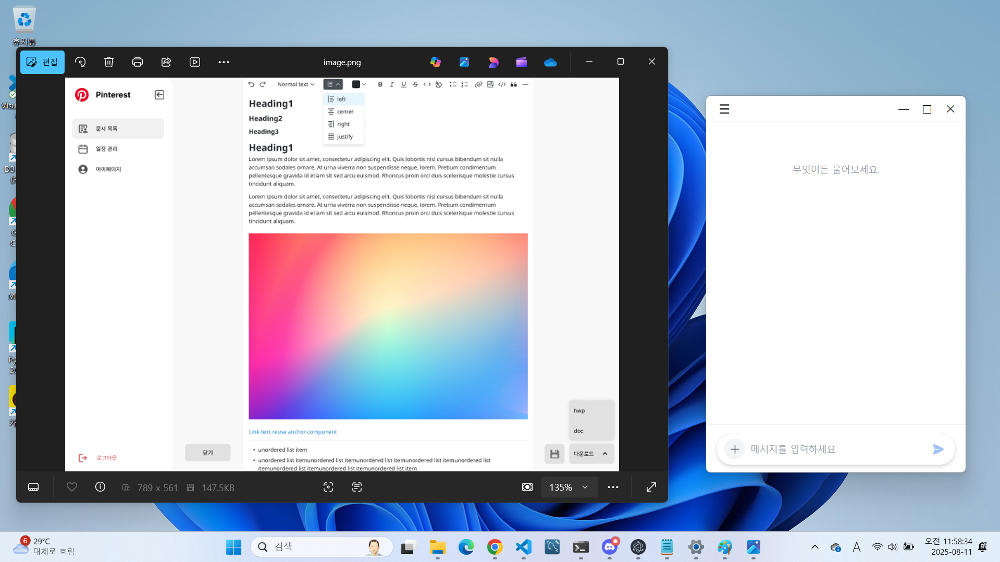 휴지통
편집
image.png
Pinterest
문서 목록
일정 관리
마이페이지
로그아웃
닫기
Normal text
left
center
right
justify
Heading1
Heading2
Heading3
Heading1
Lorem ipsum dolor sit amet, consectetur adipiscing elit. Quis lobortis nisl cursus bibendum sit nulla
accumsan sodales ornare. At urna viverra non suspendisse neque, lorem. Pretium condimentum
pellentesque gravida id etiam sit sed arcu euismod. Rhoncus proin orci duis scelerisque molestie cursus
tincidunt aliquam.
Lorem ipsum dolor sit amet, consectetur adipiscing elit. Quis lobortis nisl cursus bibendum sit nulla
accumsan sodales ornare. At urna viverra non suspendisse neque, lorem. Pretium condimentum
pellentesque gravida id etiam sit sed arcu euismod. Rhoncus proin orci duis scelerisque molestie cursus
tincidunt aliquam.
Link text reuse anchor component
• unordered list item
• unordered list itemunordered list itemunordered list itemunordered list itemunordered list
itemunordered list itemunordered list itemunordered list item
hwp
doc
다운로드
789 x 561
147.5KB
135%
무엇이든 물어보세요.
메시지를 입력하세요
6
29°C
대체로 흐림
검색
A
오전 11:58:34
2025-08-11